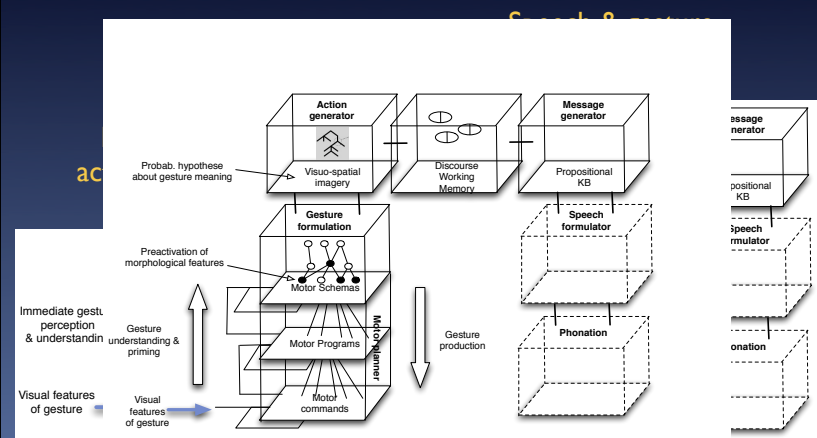 Speech & gesture
ac
Action
generator
Message
generator
Probab. hypothese
about gesture meaning
Visuo-spatial
imagery
Discourse
Working
Memory
Propositional
KB
Gesture
formulation
Speech
formulator
Preactivation of
morphological features
Motor Schemas
Immediate gestu
perception
& understandin
Gesture
understanding &
priming
Motor Programs
Motor planner
Gesture
production
Phonation
Visual features
of gesture
Visual
features
of gesture
Motor
commands
essage
nerator
positional
KB
Speech
rmulator
onation